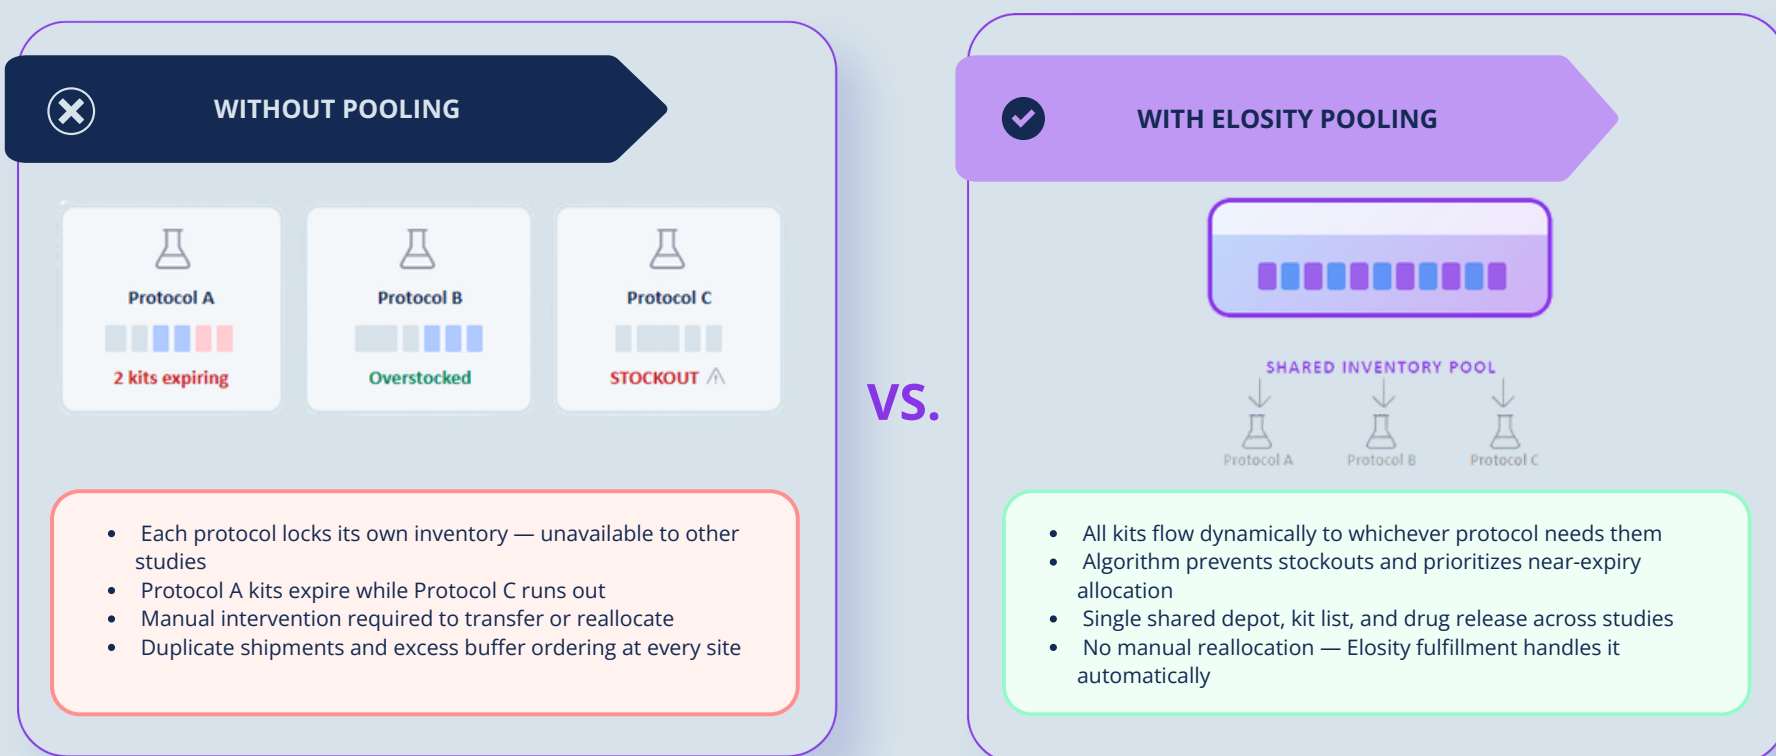 WITHOUT POOLING
Protocol A
2 kits expiring
Protocol B
Overstocked
Protocol C
STOCKOUT
• Each protocol locks its own inventory — unavailable to other
studies
• Protocol A kits expire while Protocol C runs out
• Manual intervention required to transfer or reallocate
• Duplicate shipments and excess buffer ordering at every site
VS.
WITH ELOSITY POOLING
SHARED INVENTORY POOL
Protocol A
Protocol B
Protocol C
• All kits flow dynamically to whichever protocol needs them
• Algorithm prevents stockouts and prioritizes near-expiry
allocation
• Single shared depot, kit list, and drug release across studies
• No manual reallocation — Elosity fulfillment handles it
automatically